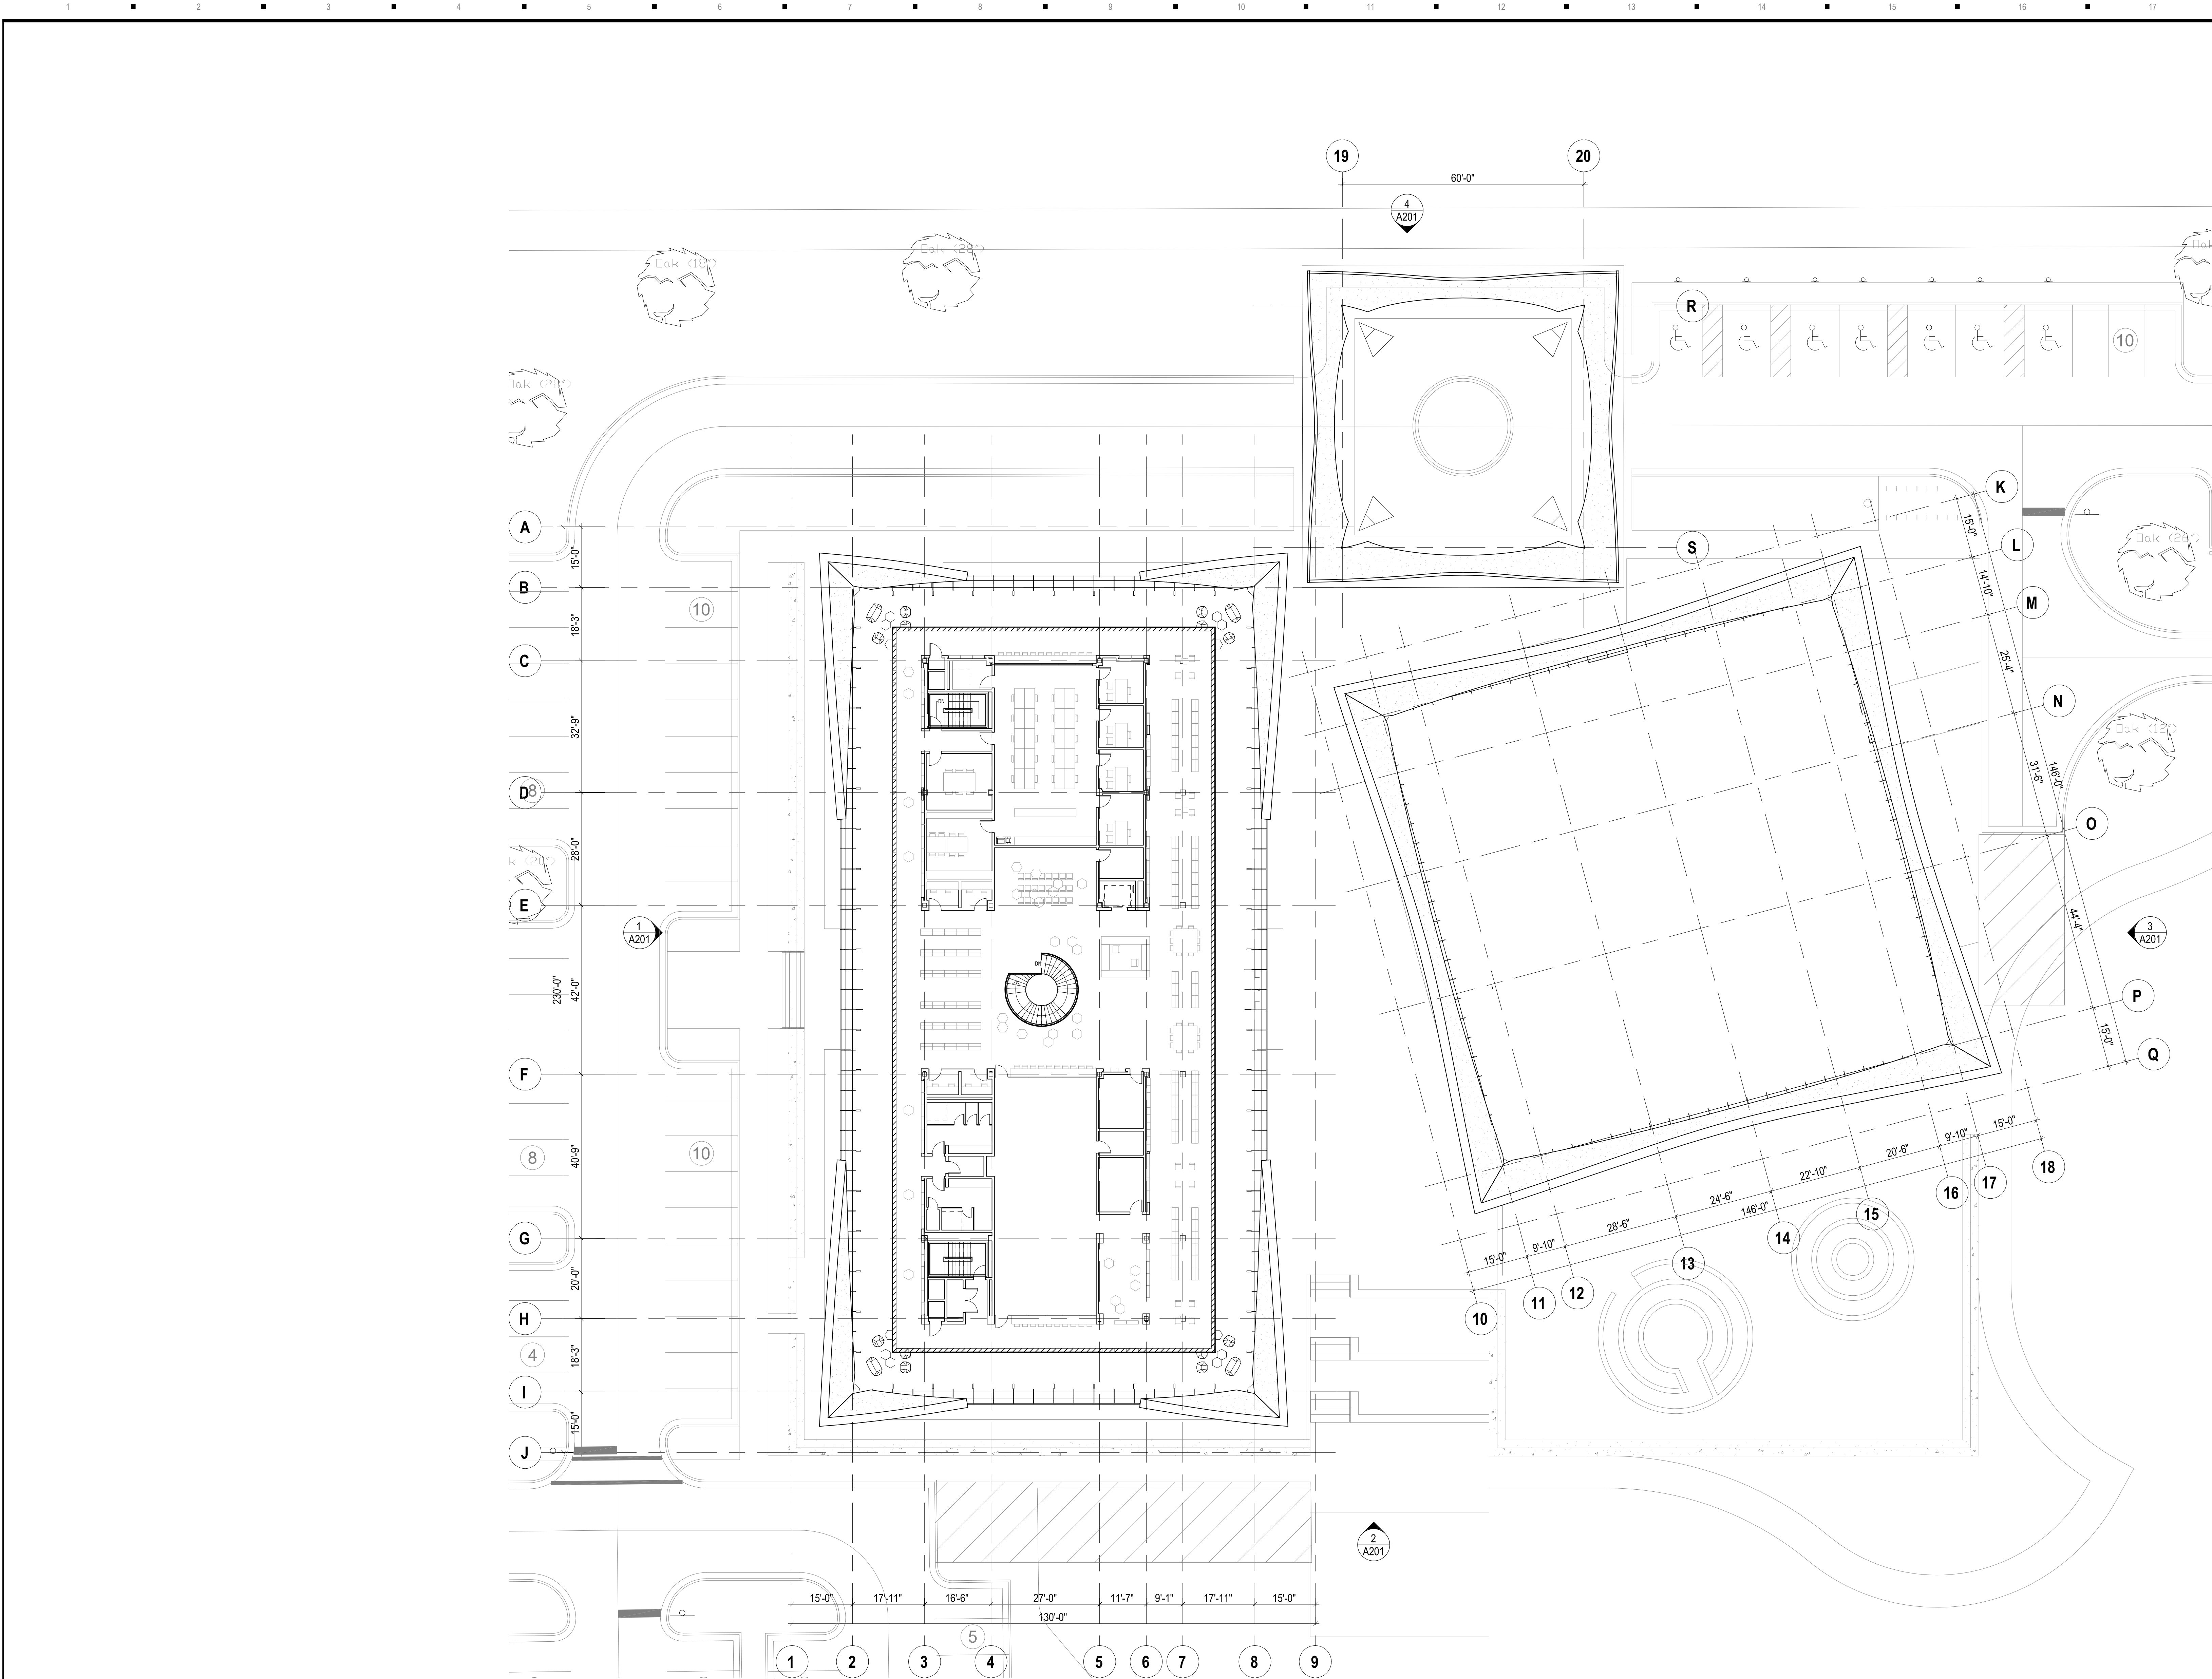 1 2 3 4 5 6 7 8 9 10 11 12 13 14 15 16 17
19 20
60'-0"
4
A201
Oak (28") Oak
Oak (18")
R
10
Oak (28")
K
A
15'-0"
S
L
Oak (26")
15'-0"
14'-10"
B
M
10
18'-3"
C
25'-4"
N
DN
32'-9"
Oak (12")
146'-0"
31'-6"
D
8
O
28'-0"
(20")
E
44'-4"
1
A201
3
A201
DN
230'-0"
42'-0"
P
15'-0"
Q
F
15'-0"
9'-10"
8
40'-9"
10
20'-6"
18
22'-10"
17
16
24'-6"
146'-0"
15
28'-6"
G
14
9'-10"
15'-0"
13
20'-0"
12
11
H
10
4
18'-3"
I
15'-0"
J
2
A201
15'-0" 17'-11" 16'-6" 27'-0" 11'-7" 9'-1" 17'-11" 15'-0"
130'-0"
5
1 2 3 4 5 6 7 8 9